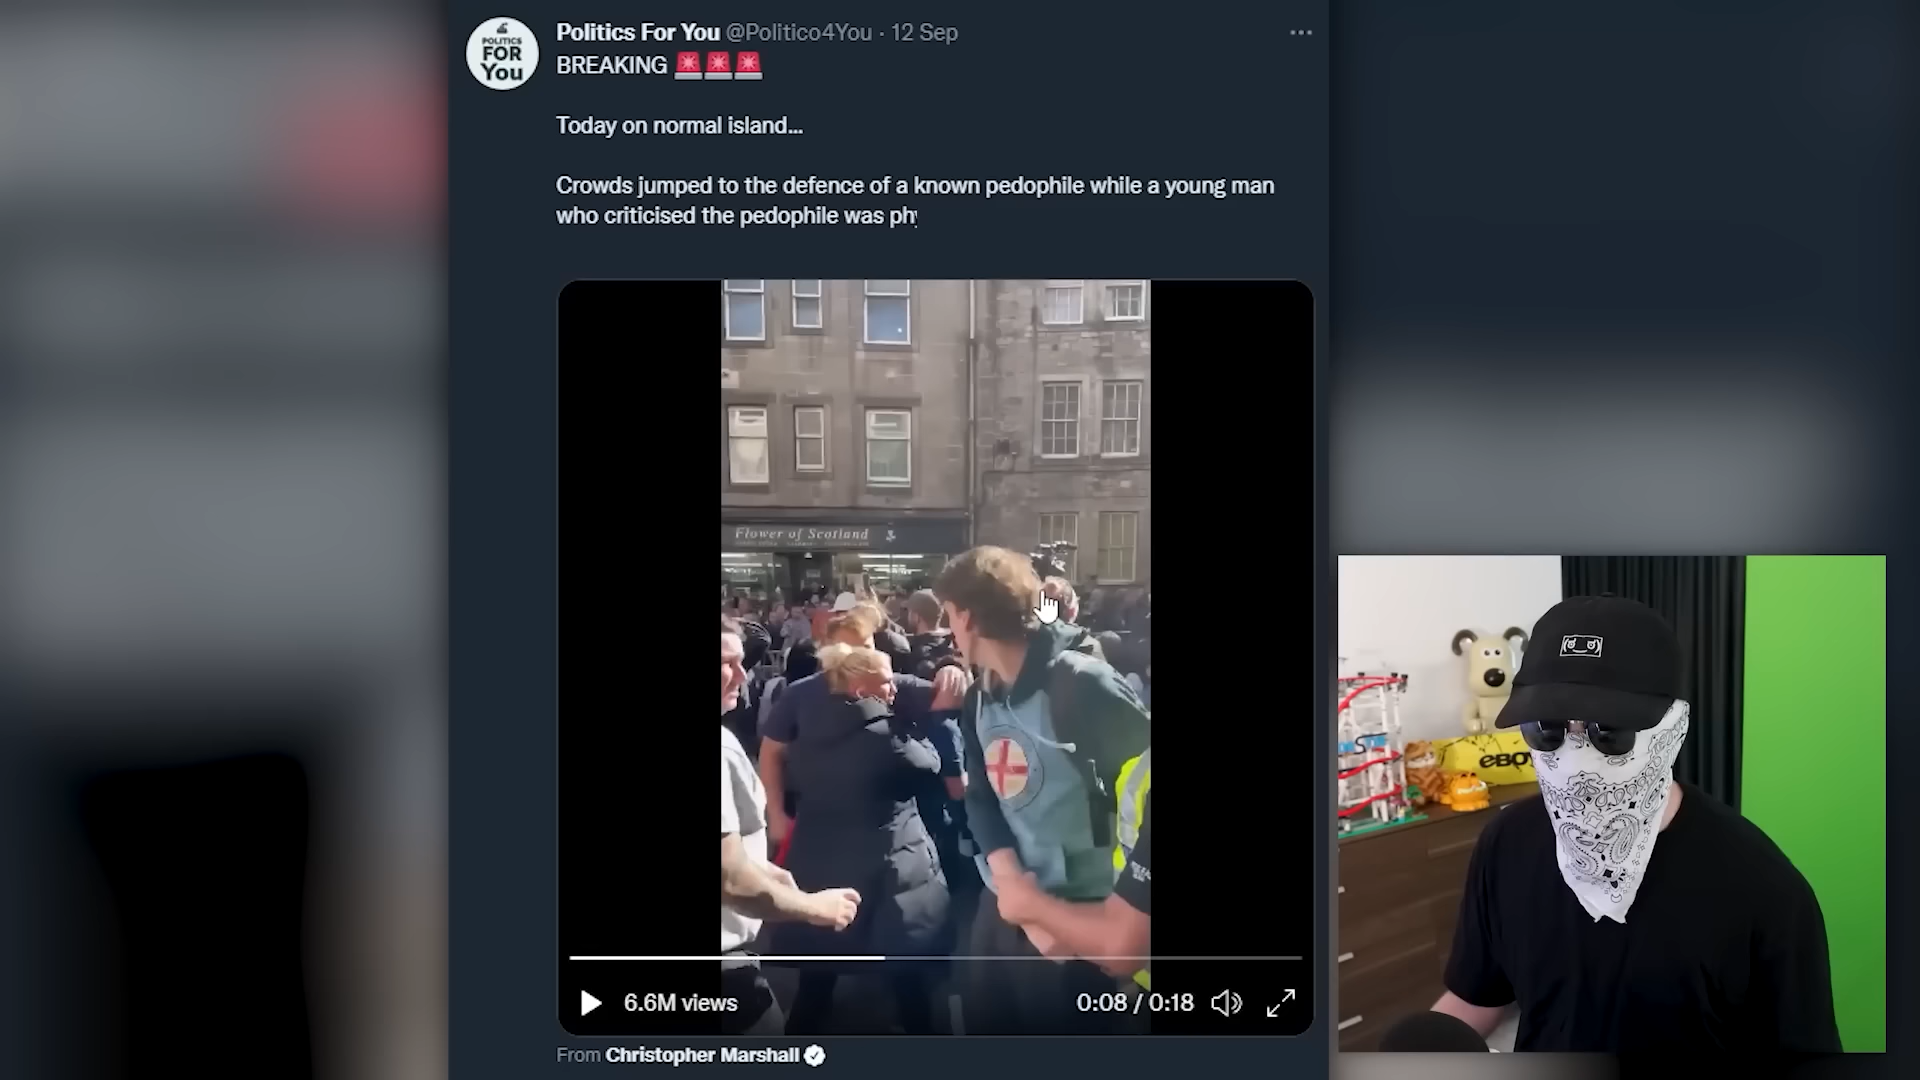 POLITICS
FOR
You
Politics For You @Politico4You · 12 Sep
BREAKING 🚨🚨🚨
Today on normal island...
Crowds jumped to the defence of a known pedophile while a young man
who criticised the pedophile was phy
Flower of Scotland
6.6M views
0:08 / 0:18
From Christopher Marshall
eBOY